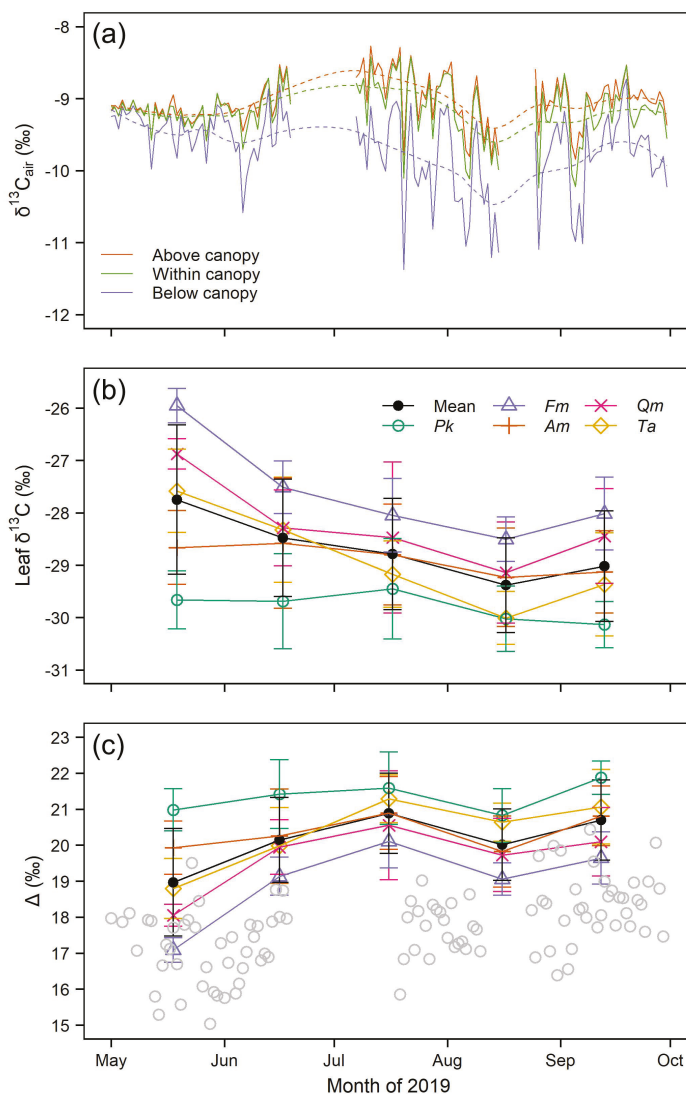 (a)
-8
-9
-10
-11
-12
δ¹³Cair (‰)
Above canopy
Within canopy
Below canopy
(b)
-26
-27
-28
-29
-30
-31
Leaf δ¹³C (‰)
Mean Fm Qm
Pk Am Ta
(c)
23
22
21
20
19
18
17
16
15
Δ (‰)
May Jun Jul Aug Sep Oct
Month of 2019